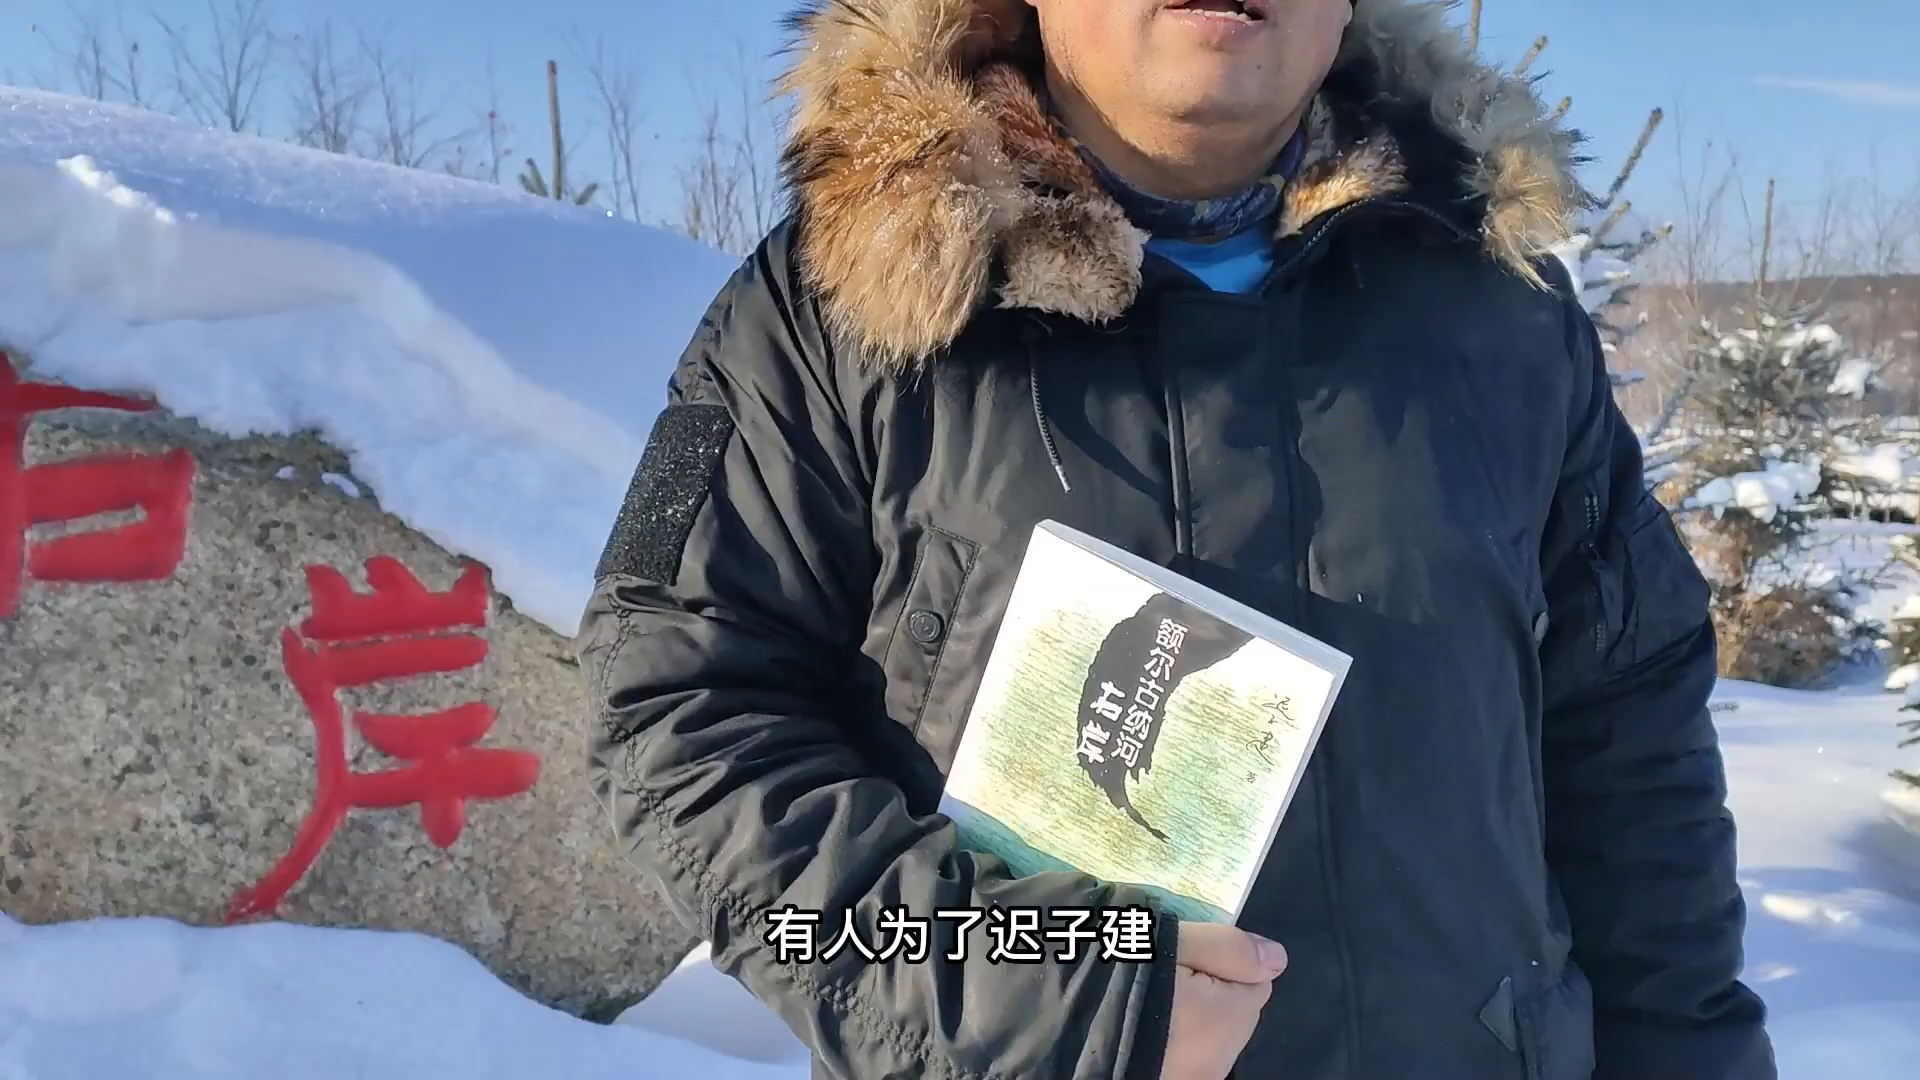 右岸
额尔古纳河
右岸
迟子建 著
有人为了迟子建